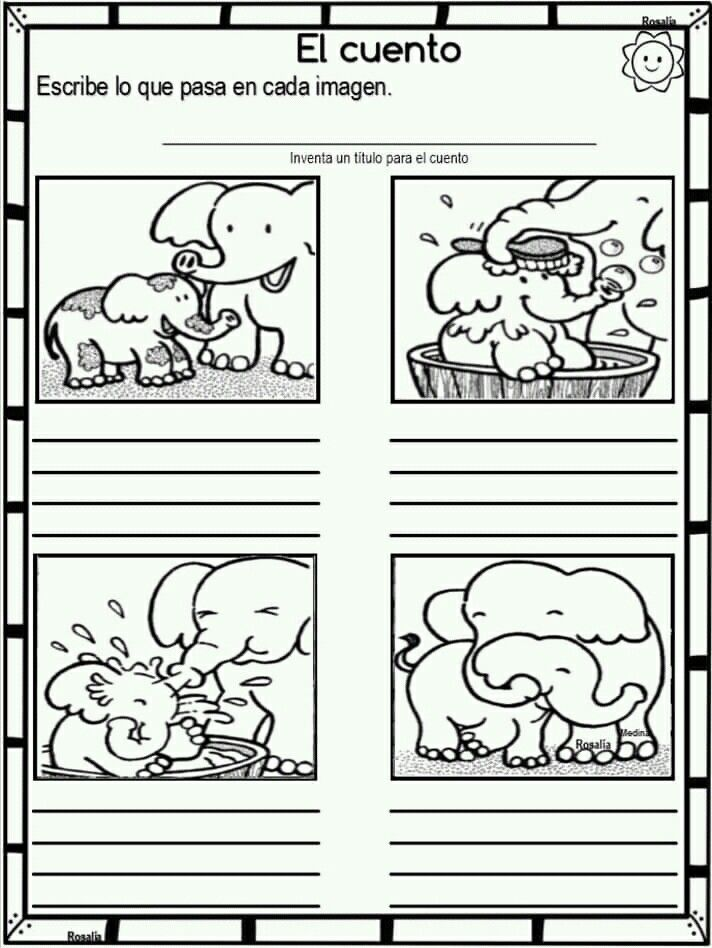 Rosalía
El cuento
Escribe lo que pasa en cada imagen.
Inventa un título para el cuento
Medina
Rosalía
Rosalía